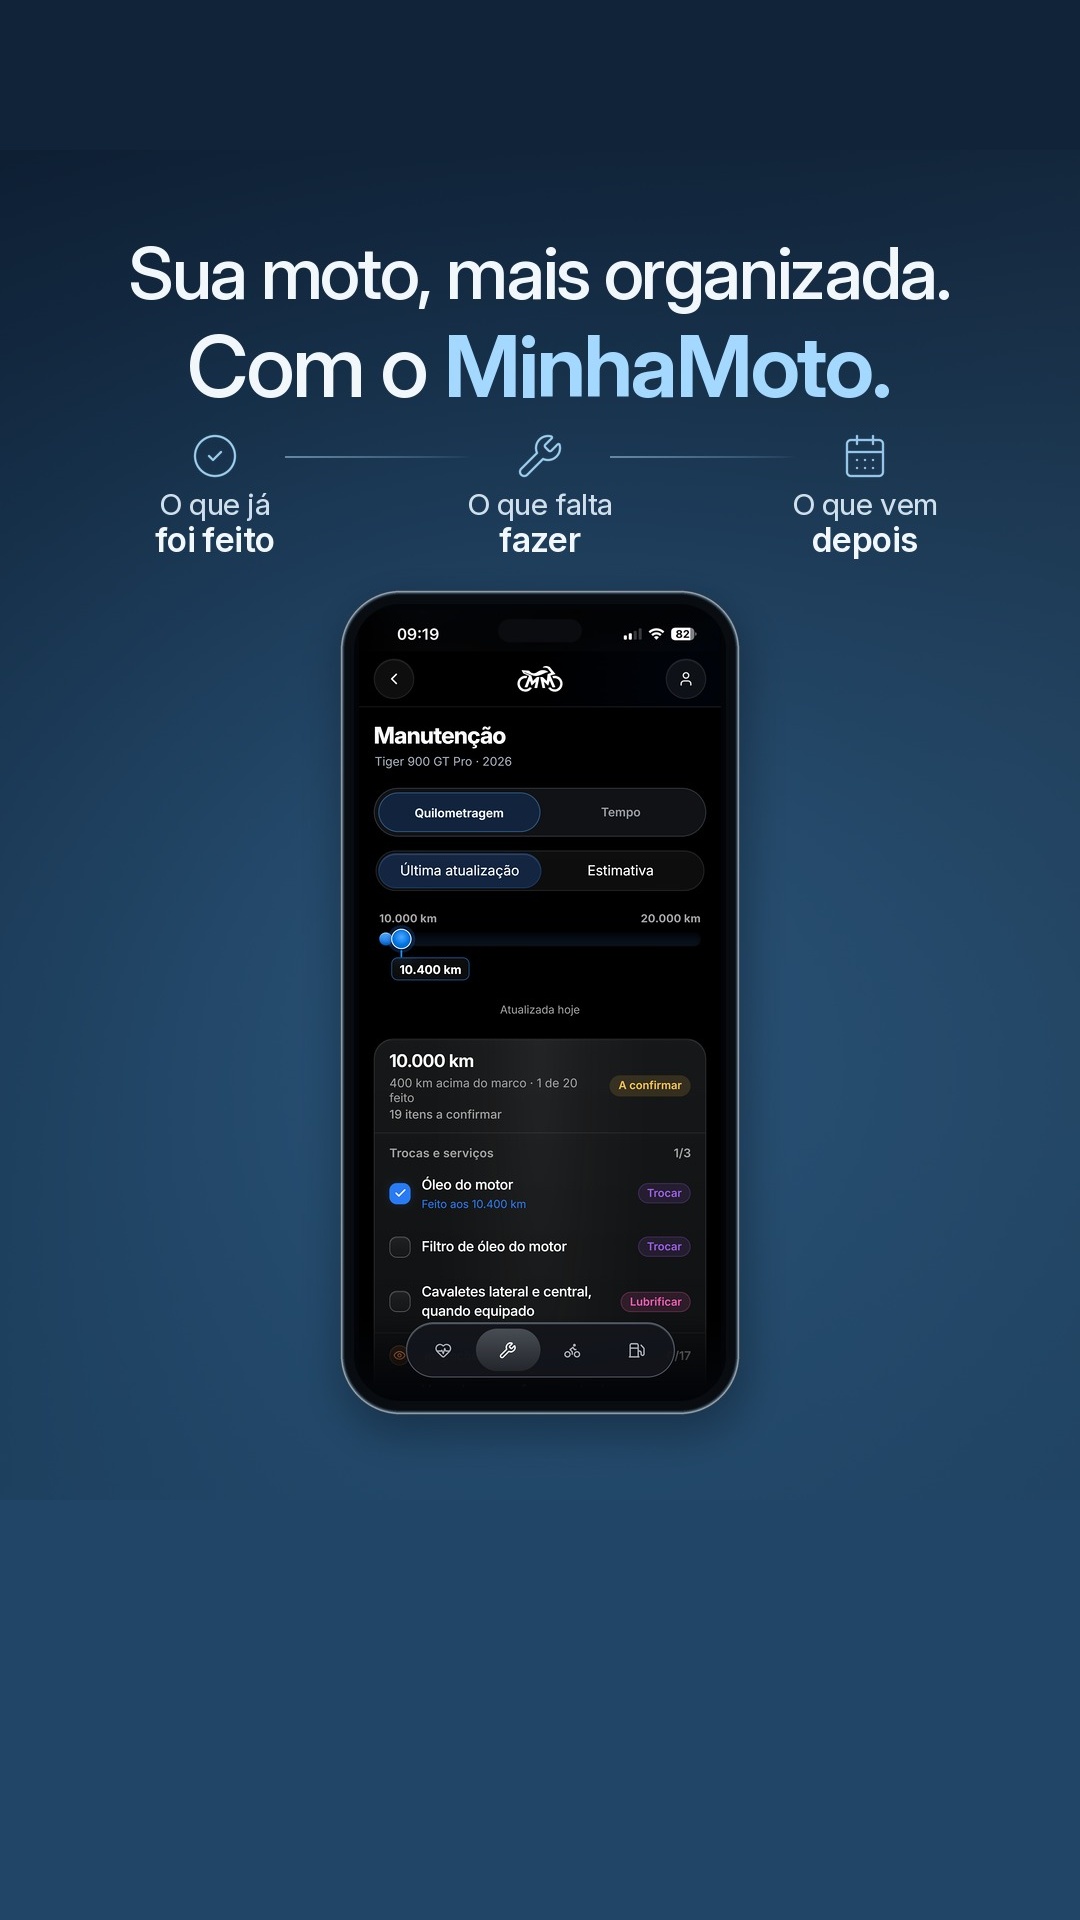 Sua moto, mais organizada.
Com o MinhaMoto.
O que já
foi feito
O que falta
fazer
O que vem
depois
09:19
82
MM
Manutenção
Tiger 900 GT Pro · 2026
Quilometragem
Tempo
Última atualização
Estimativa
10.000 km
20.000 km
10.400 km
Atualizada hoje
10.000 km
400 km acima do marco · 1 de 20
feito
19 itens a confirmar
A confirmar
Trocas e serviços
1/3
Óleo do motor
Feito aos 10.400 km
Trocar
Filtro de óleo do motor
Trocar
Cavaletes lateral e central,
quando equipado
Lubrificar
/17